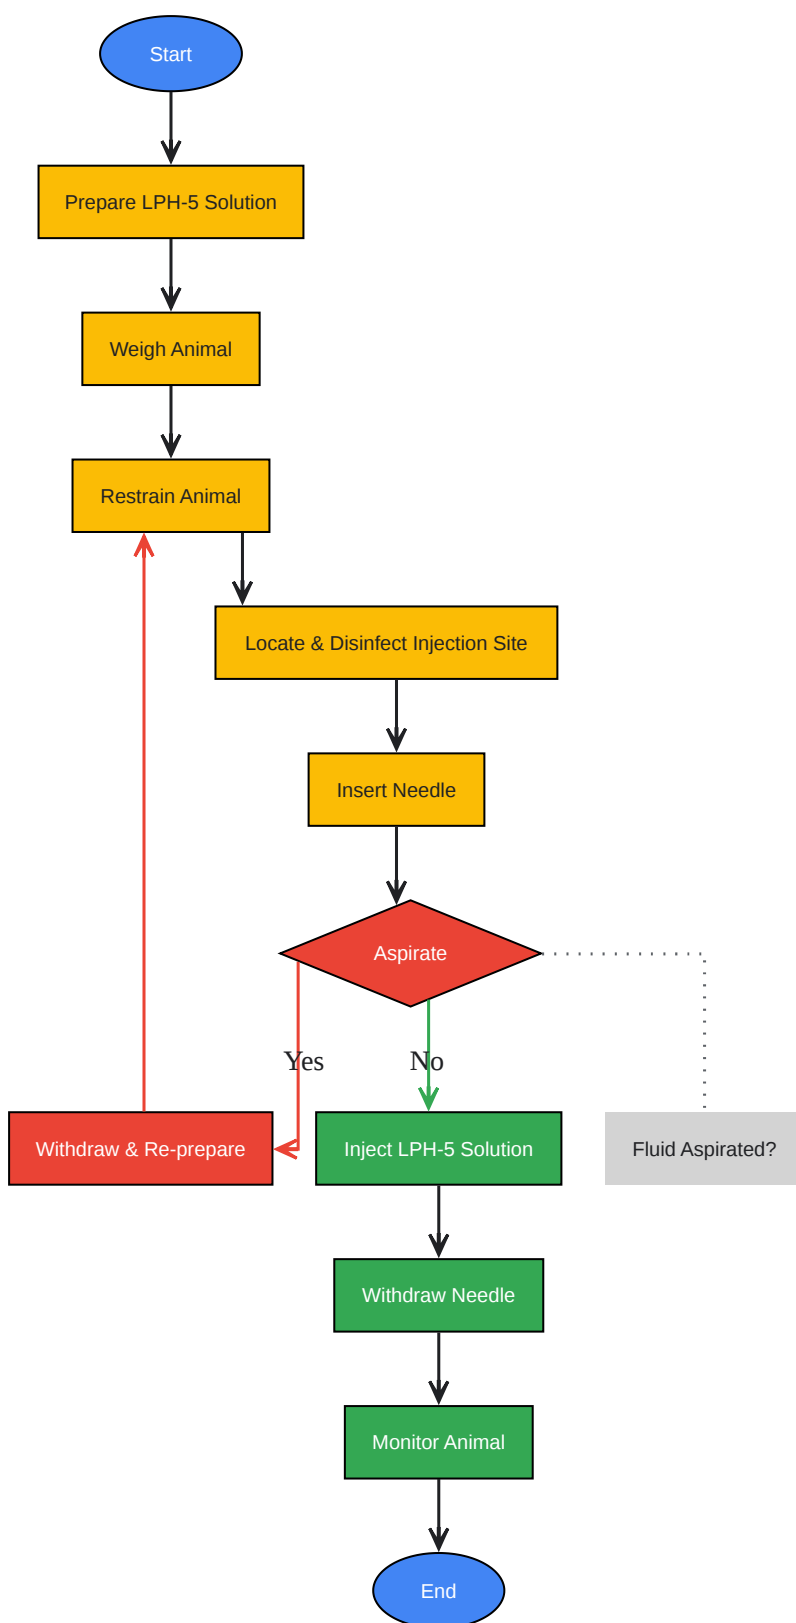 Start
Prepare LPH-5 Solution
Weigh Animal
Restrain Animal
Locate & Disinfect Injection Site
Insert Needle
Aspirate
Yes
No
Withdraw & Re-prepare
Inject LPH-5 Solution
Fluid Aspirated?
Withdraw Needle
Monitor Animal
End